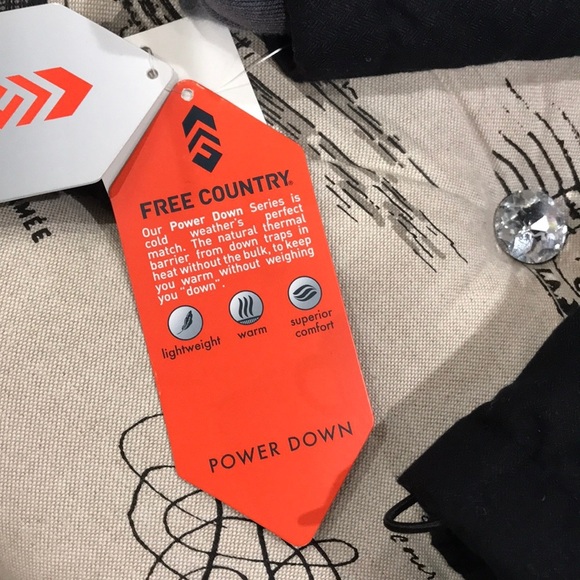 FREE COUNTRY®
Our Power Down Series is
cold weather's perfect
match. The natural thermal
barrier from down traps in
heat without the bulk, to keep
you warm without weighing
you "down".
lightweight
warm
superior
comfort
POWER DOWN
MÉE